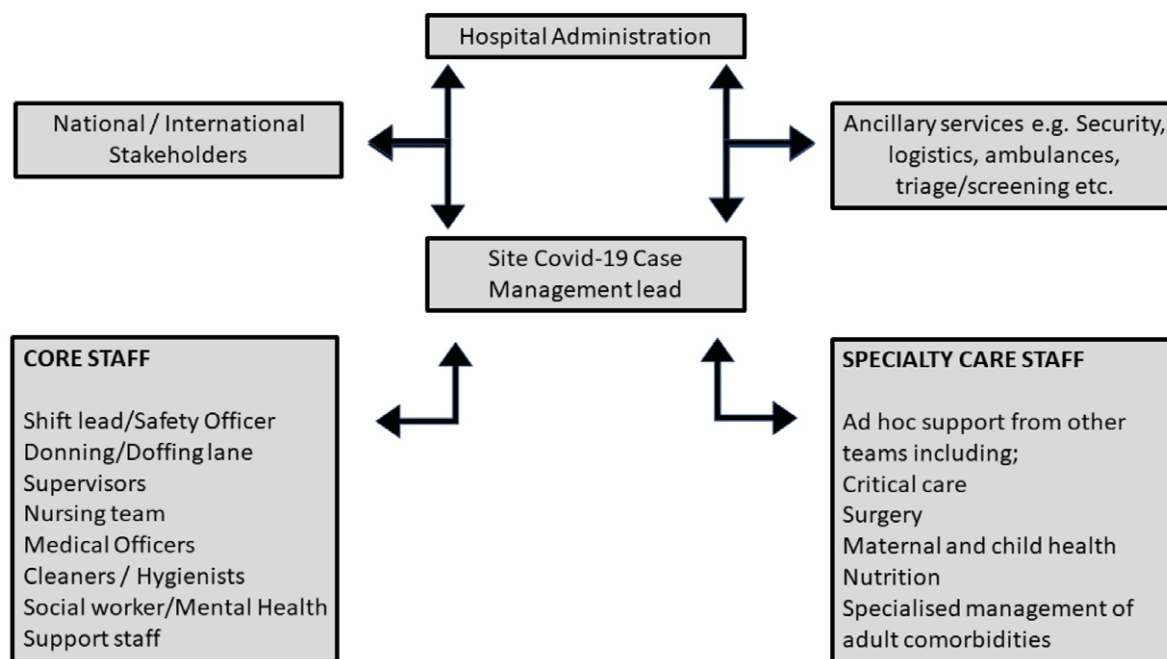 Hospital Administration
National / International
Stakeholders
Ancillary services e.g. Security,
logistics, ambulances,
triage/screening etc.
Site Covid-19 Case
Management lead
CORE STAFF
Shift lead/Safety Officer
Donning/Doffing lane
Supervisors
Nursing team
Medical Officers
Cleaners / Hygienists
Social worker/Mental Health
Support staff
SPECIALTY CARE STAFF
Ad hoc support from other
teams including;
Critical care
Surgery
Maternal and child health
Nutrition
Specialised management of
adult comorbidities